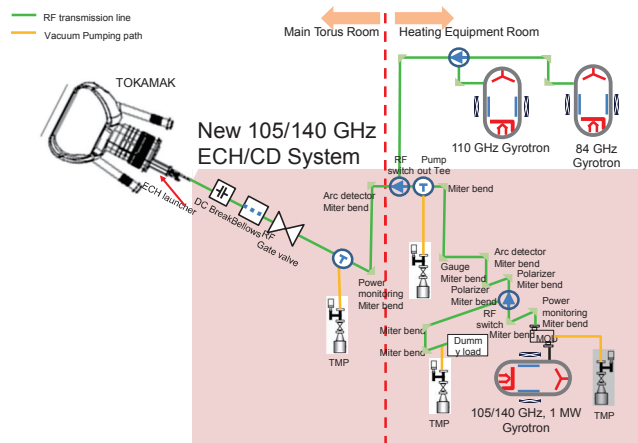 RF transmission line
Vacuum Pumping path
Main Torus Room
Heating Equipment Room
TOKAMAK
110 GHz Gyrotron
84 GHz
Gyrotron
New 105/140 GHz
ECH/CD System
RF
switch
Pump
out Tee
Miter bend
Arc detector
Miter bend
ECH launcher
DC Break
Bellows
RF
Gate valve
Power
monitoring
Miter bend
TMP
TMP
Gauge
Miter bend
Arc detector
Miter bend
Polarizer
Miter bend
Polarizer
Miter bend
RF
switch
Power
monitoring
Miter bend
Miter bend
Miter bend
Miter bend
Dumm
y load
MOU
TMP
TMP
105/140 GHz, 1 MW
Gyrotron